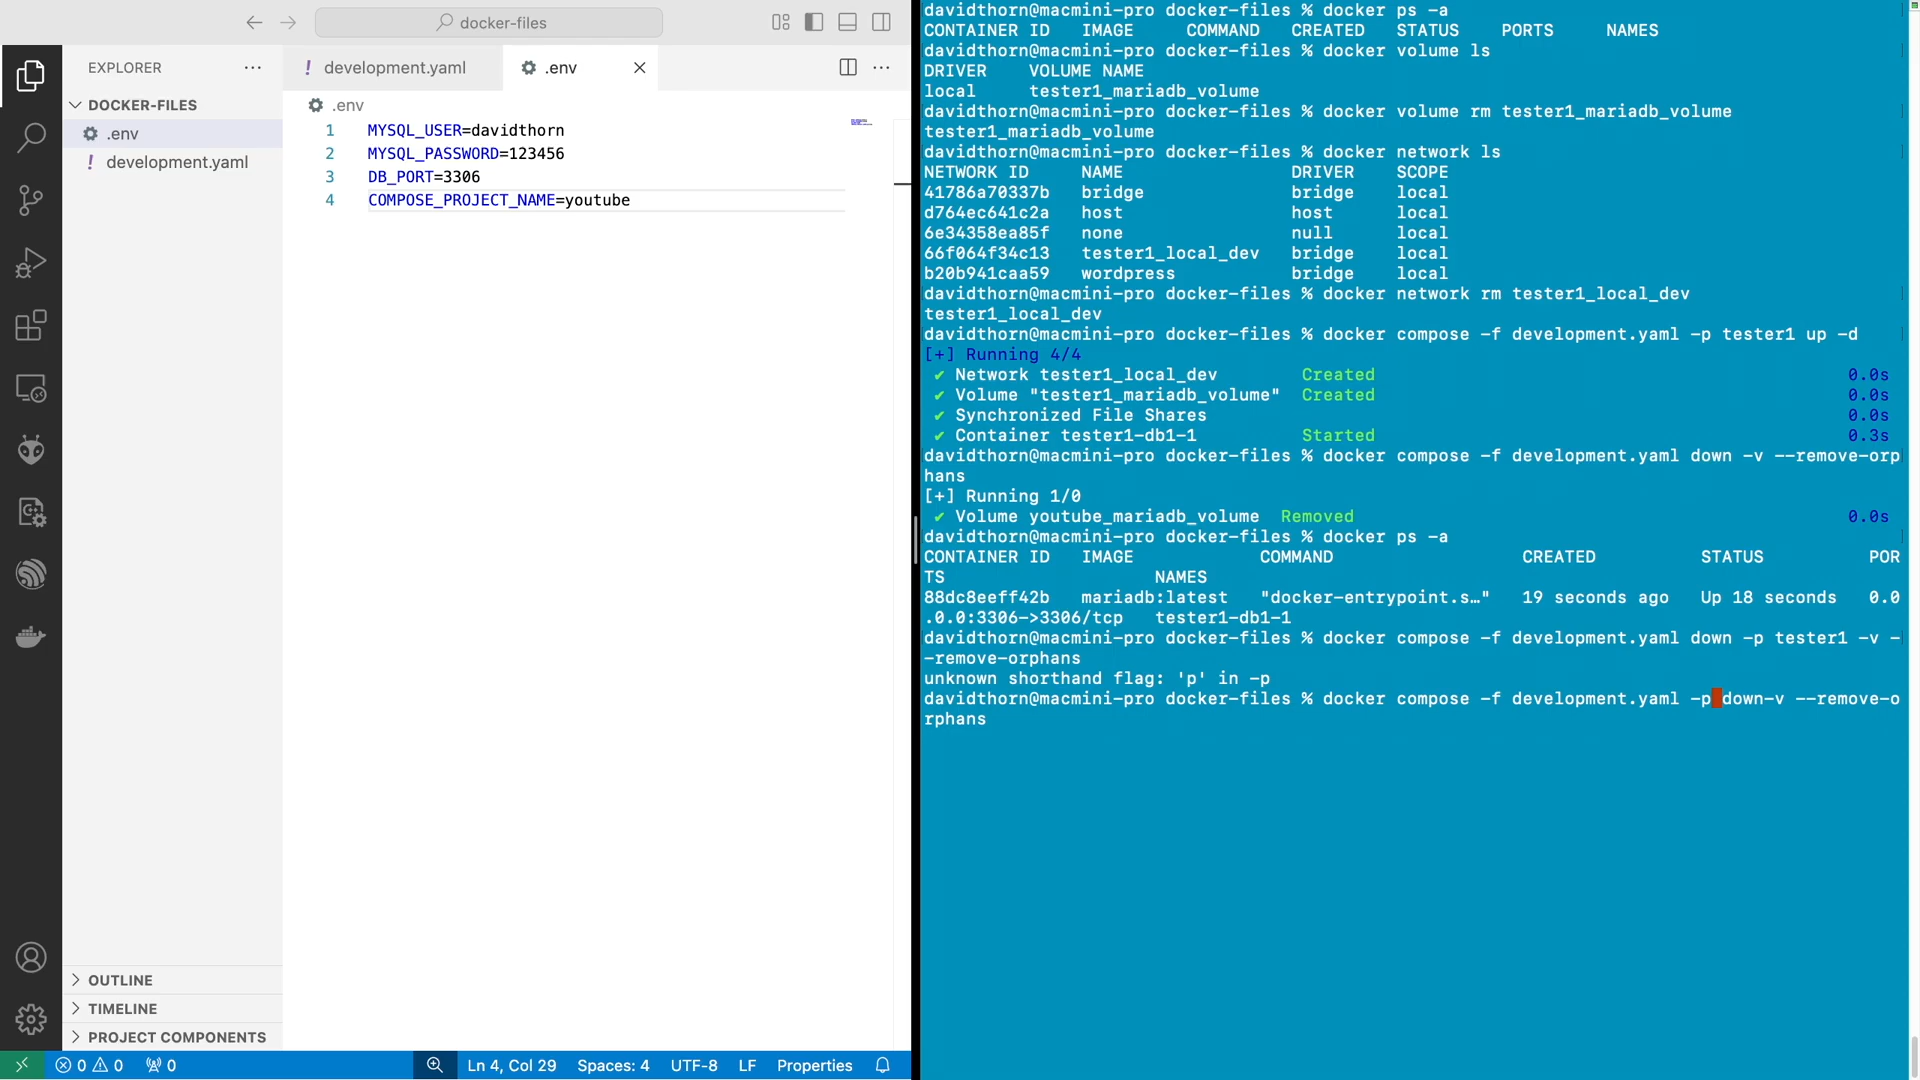 docker-files
EXPLORER
DOCKER-FILES
.env
! development.yaml
OUTLINE
TIMELINE
PROJECT COMPONENTS
! development.yaml
.env
.env
1 MYSQL_USER=davidthorn
2 MYSQL_PASSWORD=123456
3 DB_PORT=3306
4 COMPOSE_PROJECT_NAME=youtube
0 0 0 Ln 4, Col 29 Spaces: 4 UTF-8 LF Properties
davidthorn@macmini-pro docker-files % docker ps -a
CONTAINER ID IMAGE COMMAND CREATED STATUS PORTS NAMES
davidthorn@macmini-pro docker-files % docker volume ls
DRIVER VOLUME NAME
local tester1_mariadb_volume
davidthorn@macmini-pro docker-files % docker volume rm tester1_mariadb_volume
tester1_mariadb_volume
davidthorn@macmini-pro docker-files % docker network ls
NETWORK ID NAME DRIVER SCOPE
41786a70337b bridge bridge local
d764ec641c2a host host local
6e34358ea85f none null local
66f064f34c13 tester1_local_dev bridge local
b20b941caa59 wordpress bridge local
davidthorn@macmini-pro docker-files % docker network rm tester1_local_dev
tester1_local_dev
davidthorn@macmini-pro docker-files % docker compose -f development.yaml -p tester1 up -d
[+] Running 4/4
✔ Network tester1_local_dev Created 0.0s
✔ Volume "tester1_mariadb_volume" Created 0.0s
✔ Synchronized File Shares 0.0s
✔ Container tester1-db1-1 Started 0.3s
davidthorn@macmini-pro docker-files % docker compose -f development.yaml down -v --remove-orp
hans
[+] Running 1/0
✔ Volume youtube_mariadb_volume Removed 0.0s
davidthorn@macmini-pro docker-files % docker ps -a
CONTAINER ID IMAGE COMMAND CREATED STATUS POR
TS NAMES
88dc8eeff42b mariadb:latest "docker-entrypoint.s…" 19 seconds ago Up 18 seconds 0.0
.0.0:3306->3306/tcp tester1-db1-1
davidthorn@macmini-pro docker-files % docker compose -f development.yaml down -p tester1 -v -
-remove-orphans
unknown shorthand flag: 'p' in -p
davidthorn@macmini-pro docker-files % docker compose -f development.yaml -p down-v --remove-o
rphans